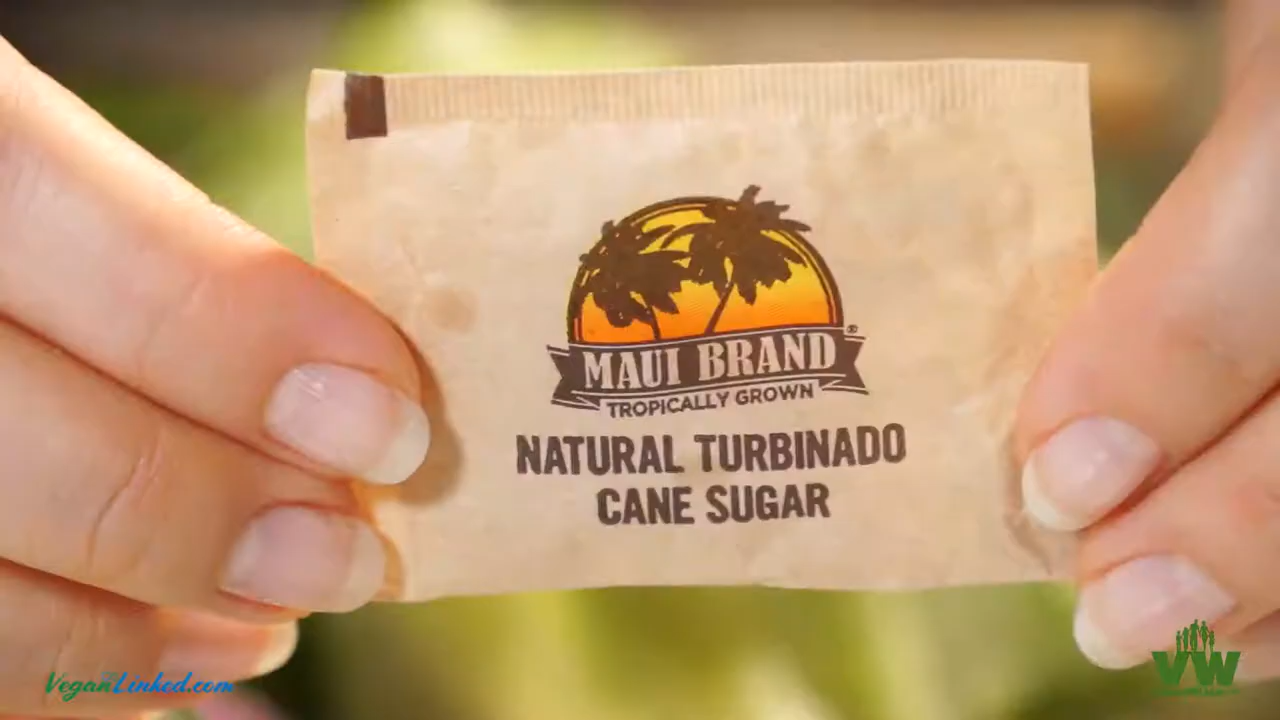 MAUI BRAND
®
TROPICALLY GROWN
NATURAL TURBINADO
CANE SUGAR
VeganLinked.com
VW